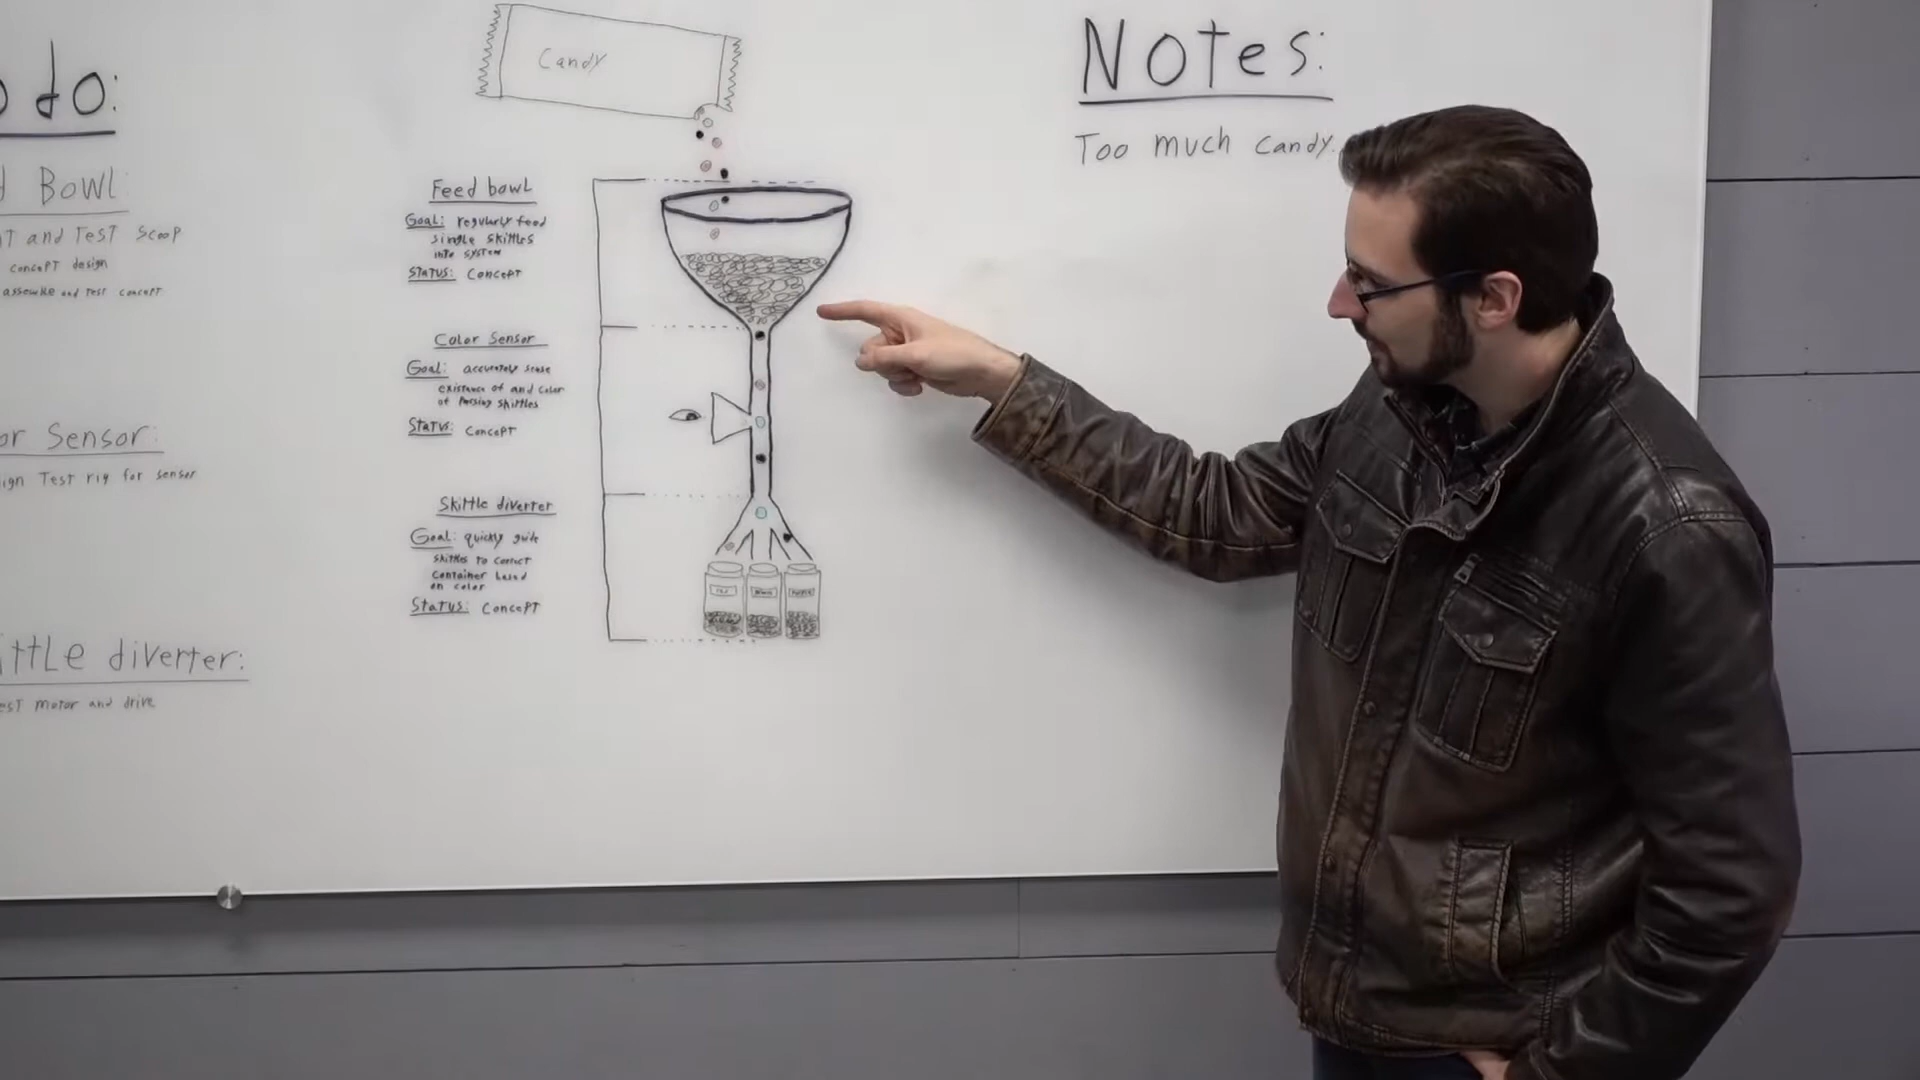 o do:
d Bowl:
nt and Test scoop
concept design
assemble and test concept
or Sensor:
ign Test rig for sensor
ittle diverter:
est motor and drive
Candy
Feed bowl
Goal: regularly feed
single skittles
into system
Status: Concept
Color Sensor
Goal: accurately sense
existance of and color
of passing skittles
Status: Concept
Skittle diverter
Goal: quickly guide
skittles to correct
container based
on color
Status: Concept
Notes:
Too much candy.